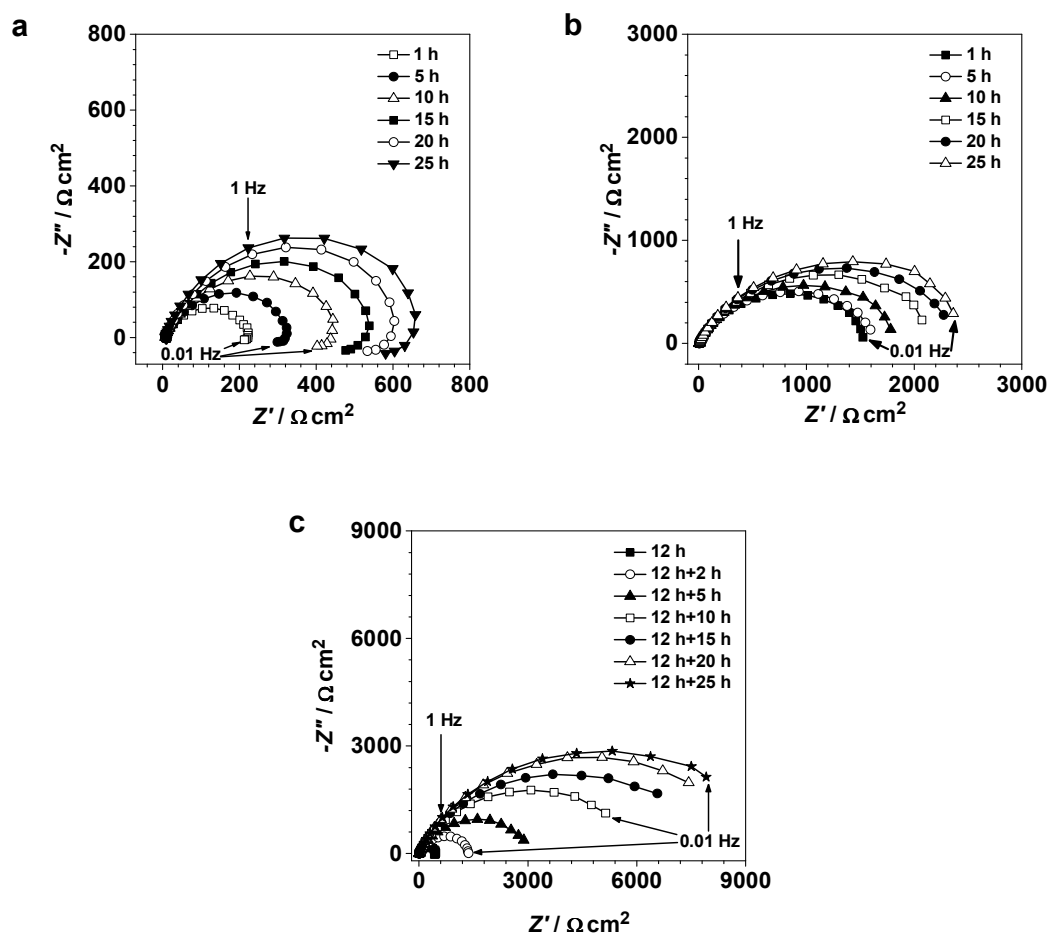 a
800
600
400
200
0
-Z" / Ω cm²
1 h
5 h
10 h
15 h
20 h
25 h
1 Hz
0.01 Hz
0 200 400 600 800
Z' / Ω cm²
b
3000
2000
1000
0
-Z" / Ω cm²
1 h
5 h
10 h
15 h
20 h
25 h
1 Hz
0.01 Hz
0 1000 2000 3000
Z' / Ω cm²
c
9000
6000
3000
0
-Z" / Ω cm²
12 h
12 h+2 h
12 h+5 h
12 h+10 h
12 h+15 h
12 h+20 h
12 h+25 h
1 Hz
0.01 Hz
0 3000 6000 9000
Z' / Ω cm²